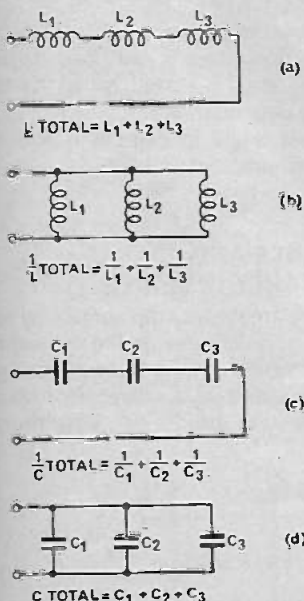 L1 L2 L3
(a)
L TOTAL = L1 + L2 + L3
(b)
L1 L2 L3
1/L TOTAL = 1/L1 + 1/L2 + 1/L3
C1 C2 C3
(c)
1/C TOTAL = 1/C1 + 1/C2 + 1/C3
C1 C2 C3
(d)
C TOTAL = C1 + C2 + C3